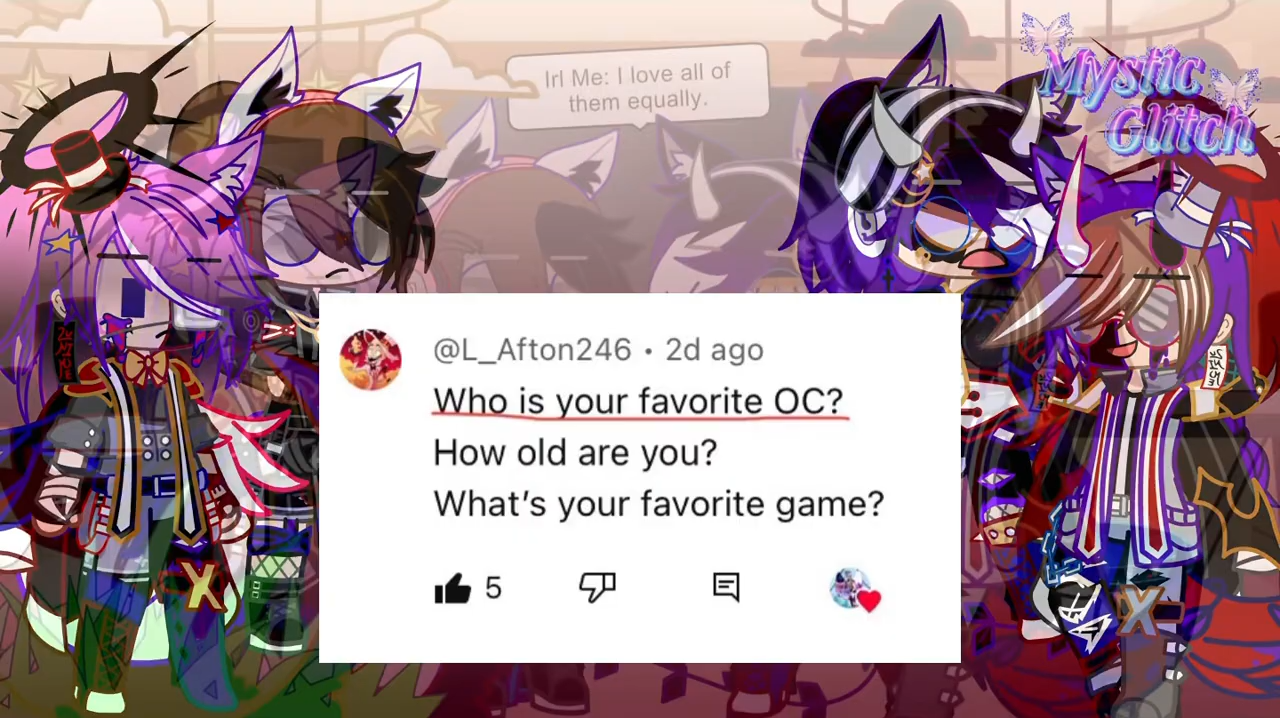 Irl Me: I love all of
them equally.
Mystic
Glitch
@L_Afton246 • 2d ago
Who is your favorite OC?
How old are you?
What's your favorite game?
5
X
X